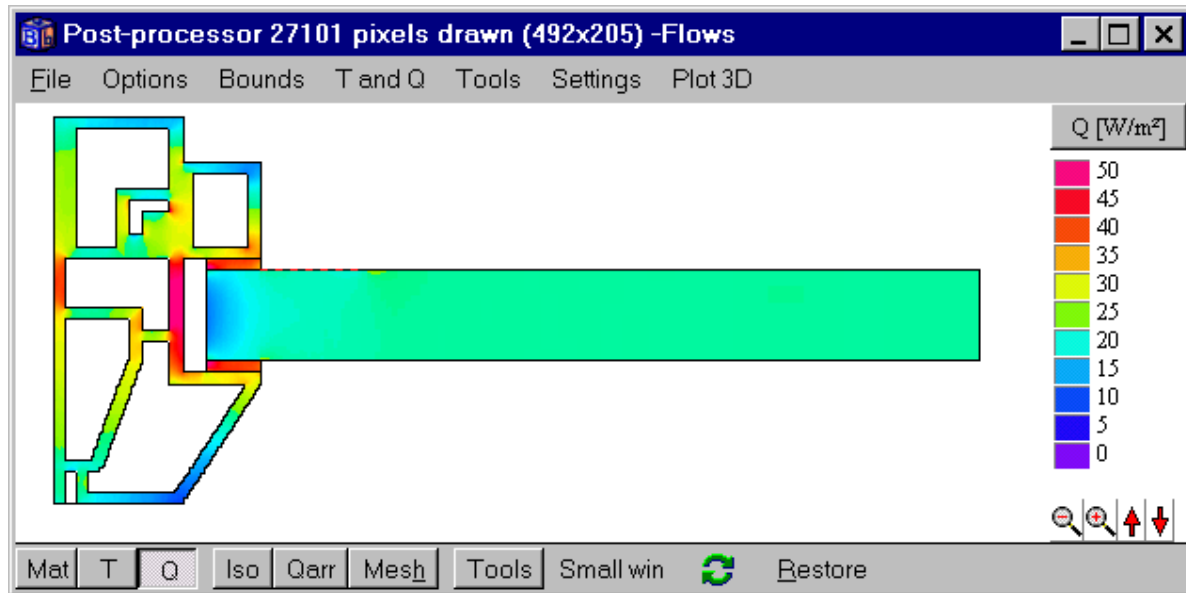 Post-processor 27101 pixels drawn (492x205) -Flows
File Options Bounds T and Q Tools Settings Plot 3D
Q [W/m²]
50
45
40
35
30
25
20
15
10
5
0
Mat T Q Iso Qarr Mesh Tools Small win Restore